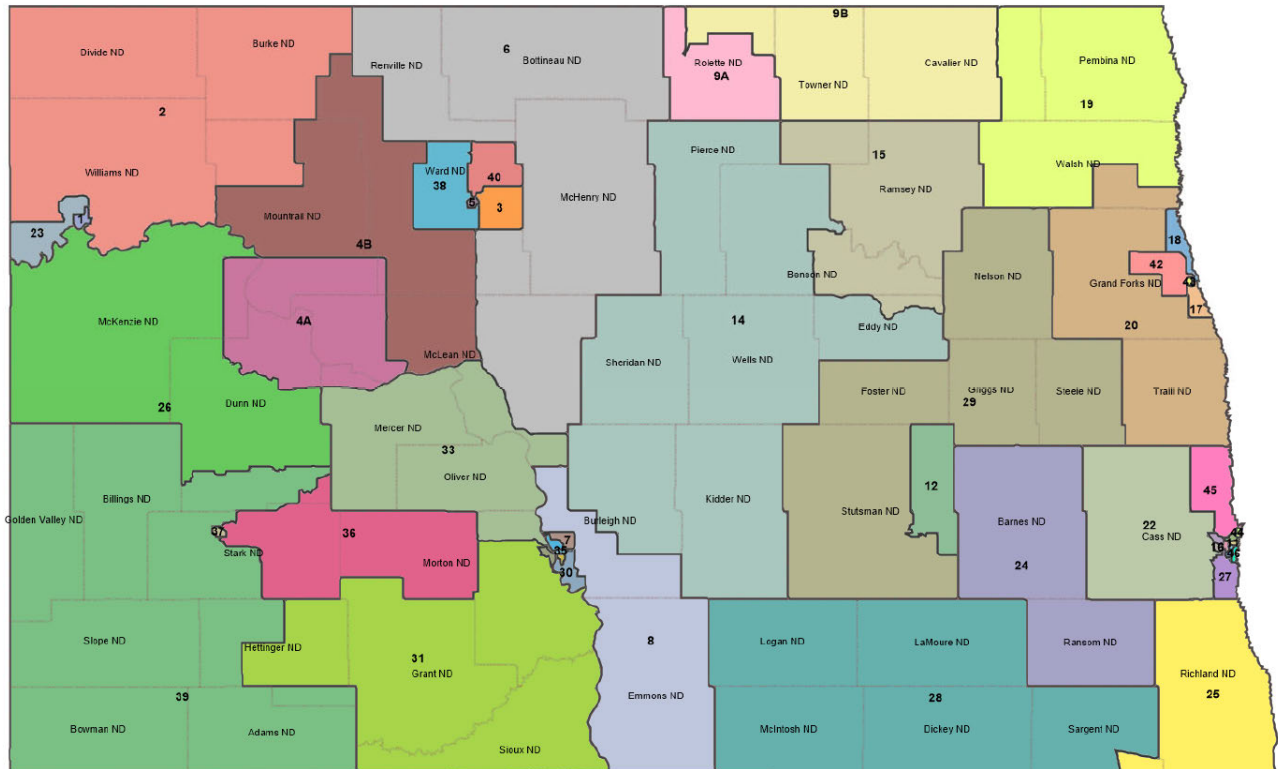 9B
Divide ND
Burke ND
6
Renville ND
Bottineau ND
Rolette ND
9A
Towner ND
Cavalier ND
Pembina ND
19
2
Williams ND
Ward ND
38
40
5
3
McHenry ND
Pierce ND
15
Ramsey ND
Walsh ND
Mountrail ND
4B
23
1
18
42
43
17
Grand Forks ND
20
Nelson ND
Benson ND
McKenzie ND
4A
McLean ND
14
Sheridan ND
Wells ND
Eddy ND
Foster ND
Griggs ND
29
Steele ND
Traill ND
26
Dunn ND
Mercer ND
33
Oliver ND
Golden Valley ND
Billings ND
37
Stark ND
36
Morton ND
Burleigh ND
7
35
30
Kidder ND
Stutsman ND
12
Barnes ND
24
22
Cass ND
45
44
16
46
27
Slope ND
Hettinger ND
31
Grant ND
8
Emmons ND
Logan ND
LaMoure ND
Ransom ND
Richland ND
25
39
Bowman ND
Adams ND
Sioux ND
28
McIntosh ND
Dickey ND
Sargent ND